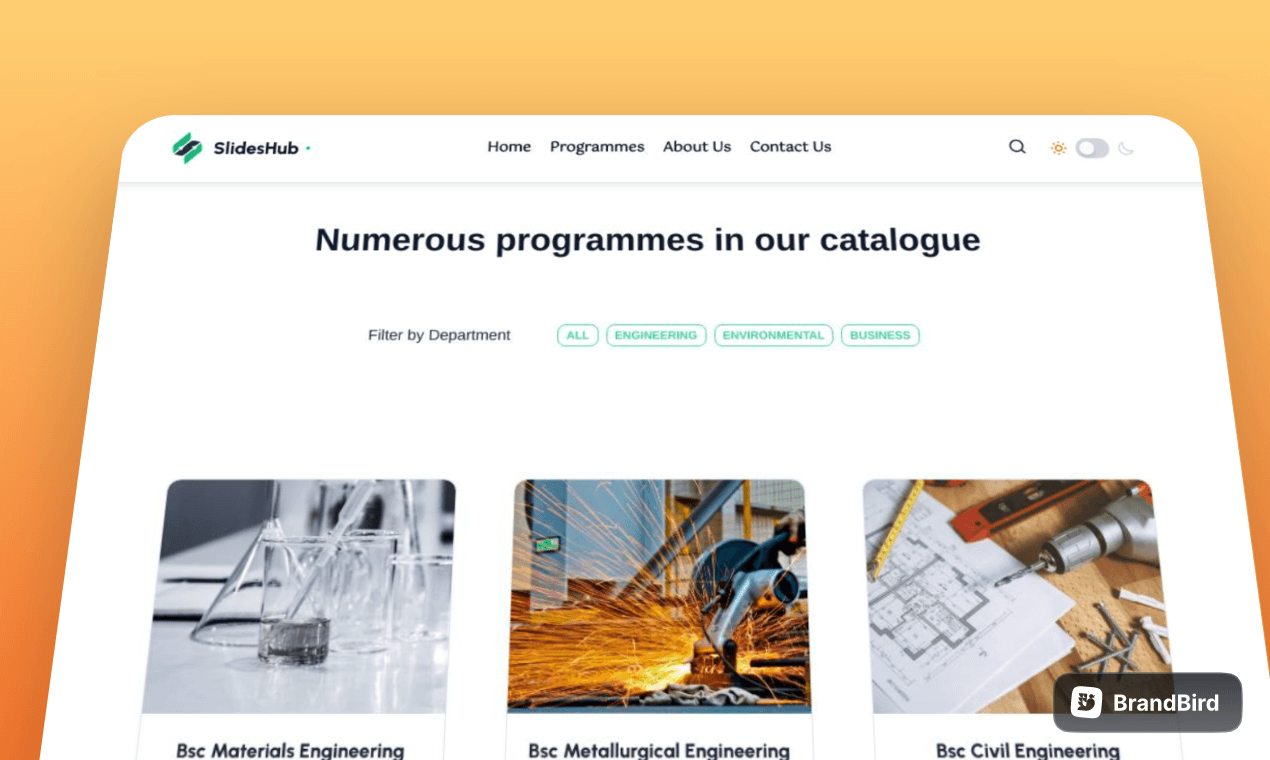 SlidesHub
Home Programmes About Us Contact Us
Numerous programmes in our catalogue
Filter by Department ALL ENGINEERING ENVIRONMENTAL BUSINESS
Bsc Materials Engineering Bsc Metallurgical Engineering Bsc Civil Engineering
BrandBird